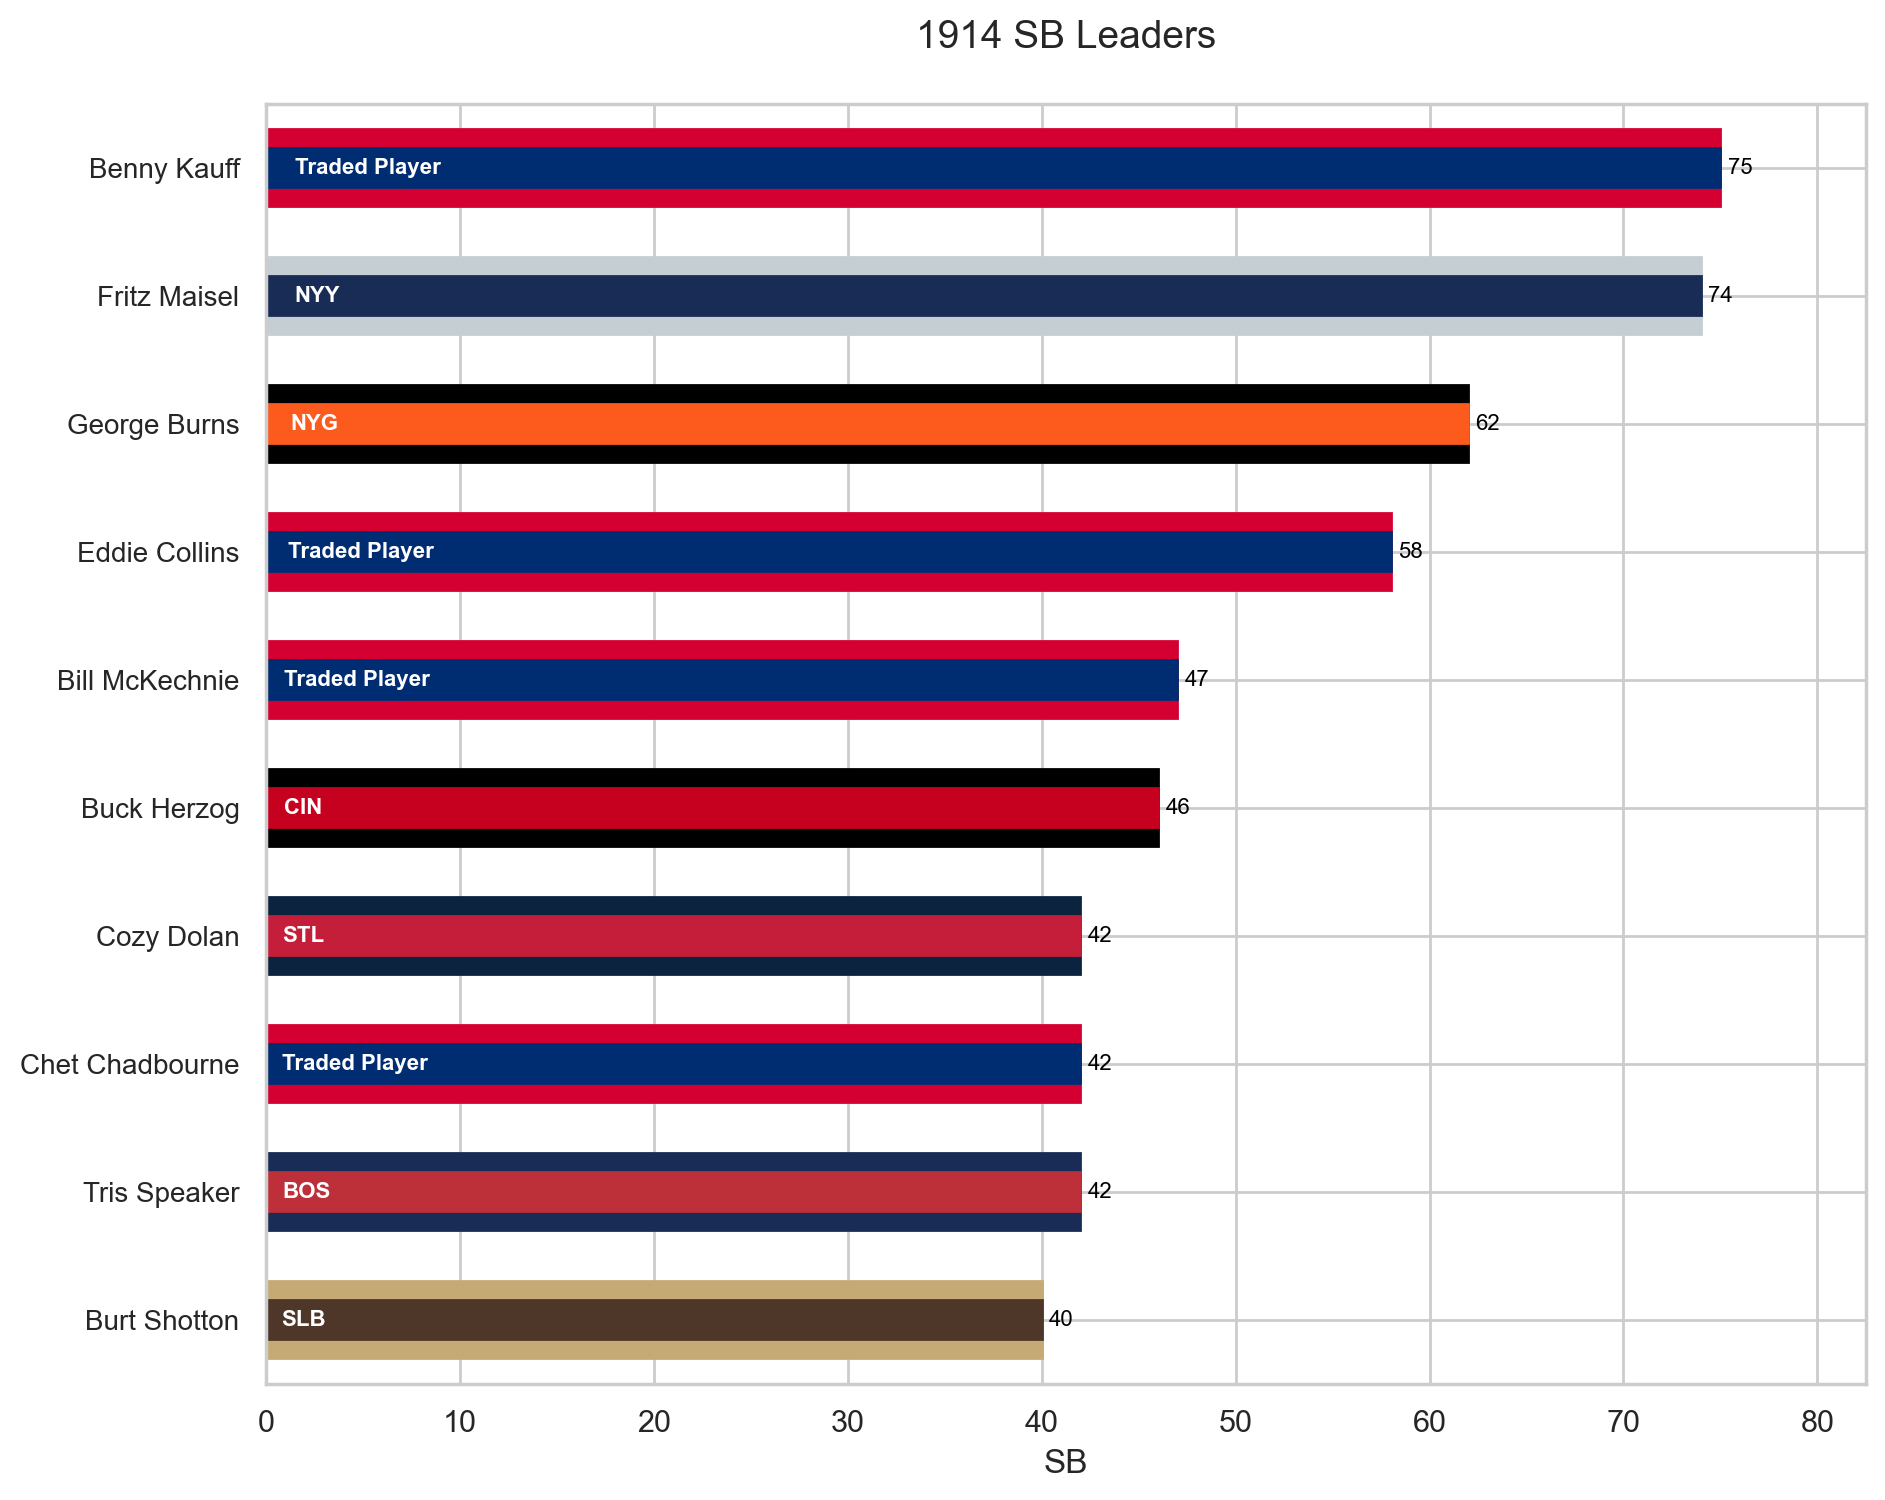 1914 SB Leaders
Benny Kauff Traded Player 75
Fritz Maisel NYY 74
George Burns NYG 62
Eddie Collins Traded Player 58
Bill McKechnie Traded Player 47
Buck Herzog CIN 46
Cozy Dolan STL 42
Chet Chadbourne Traded Player 42
Tris Speaker BOS 42
Burt Shotton SLB 40
0 10 20 30 40 50 60 70 80
SB